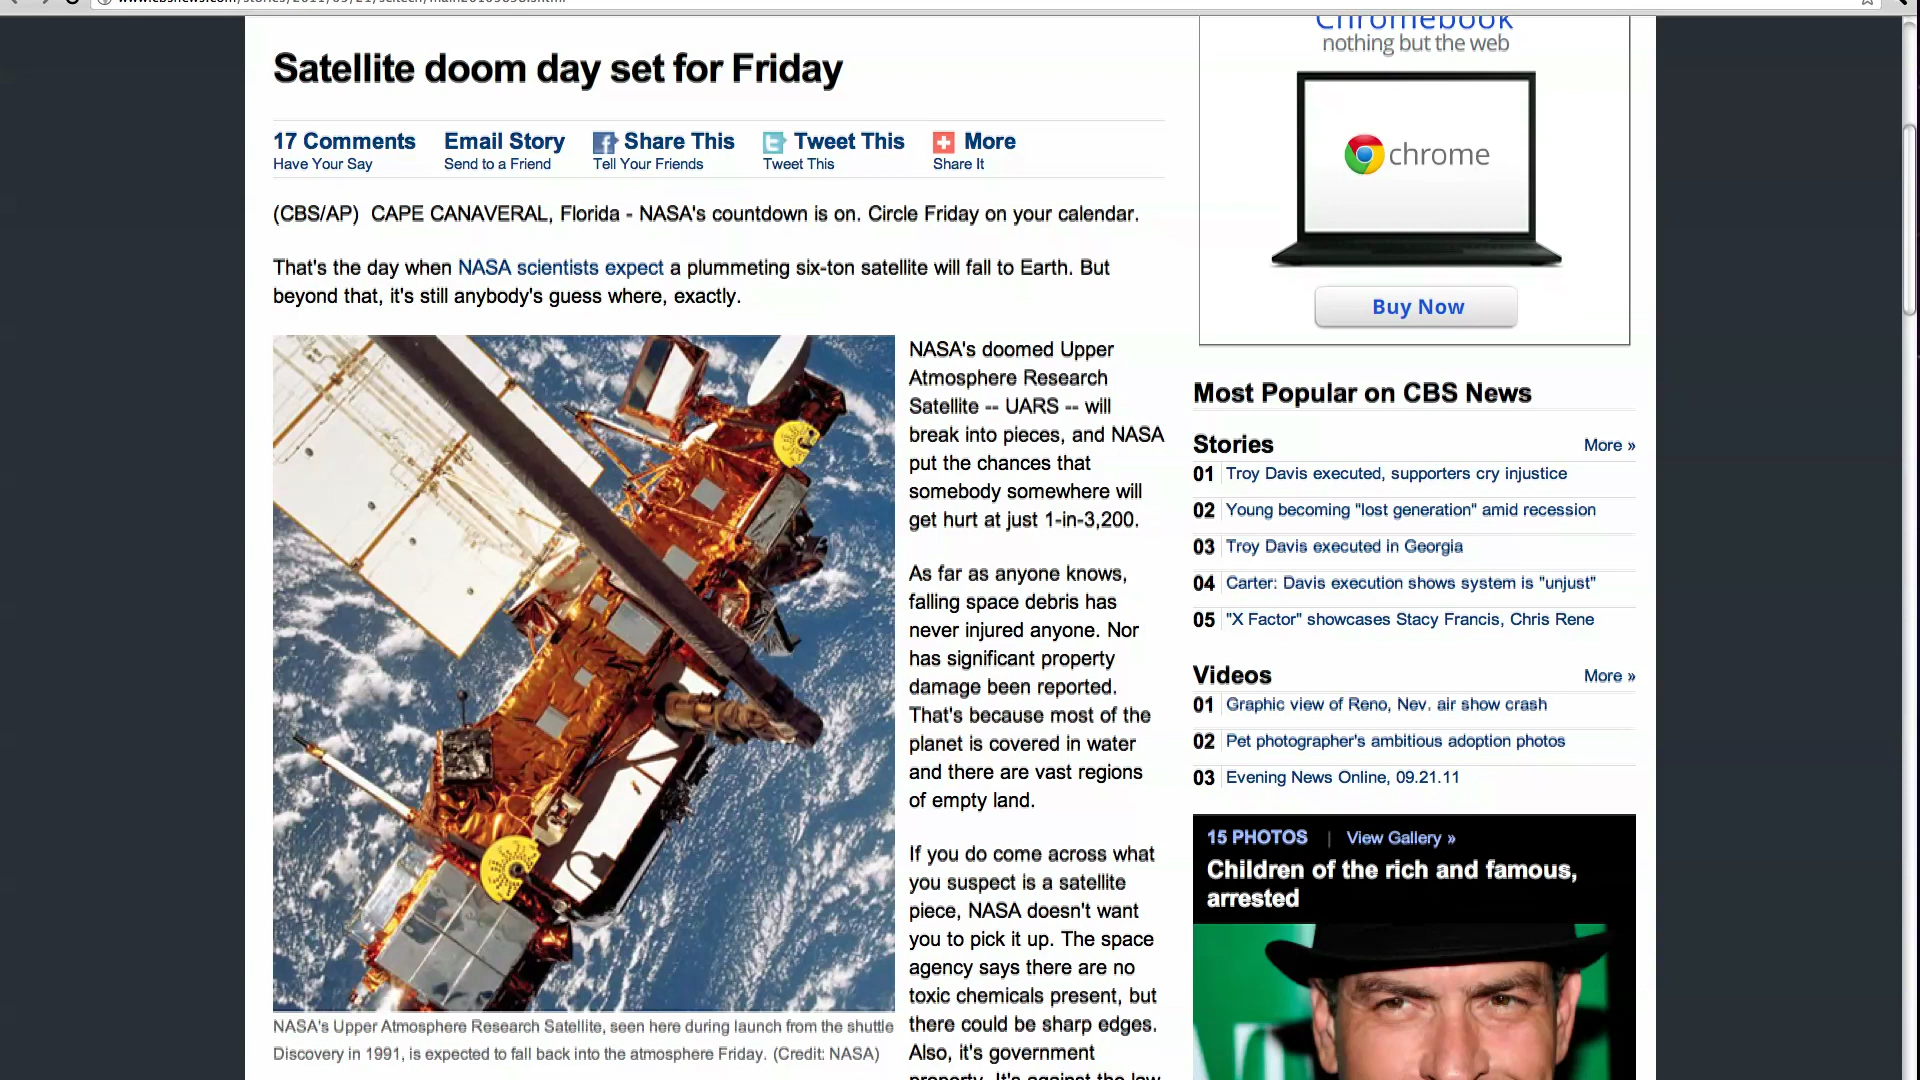 Satellite doom day set for Friday
17 Comments
Have Your Say
Email Story
Send to a Friend
Share This
Tell Your Friends
Tweet This
Tweet This
More
Share It
(CBS/AP)  CAPE CANAVERAL, Florida - NASA's countdown is on. Circle Friday on your calendar.
That's the day when NASA scientists expect a plummeting six-ton satellite will fall to Earth. But
beyond that, it's still anybody's guess where, exactly.
NASA's doomed Upper
Atmosphere Research
Satellite -- UARS -- will
break into pieces, and NASA
put the chances that
somebody somewhere will
get hurt at just 1-in-3,200.
As far as anyone knows,
falling space debris has
never injured anyone. Nor
has significant property
damage been reported.
That's because most of the
planet is covered in water
and there are vast regions
of empty land.
If you do come across what
you suspect is a satellite
piece, NASA doesn't want
you to pick it up. The space
agency says there are no
toxic chemicals present, but
there could be sharp edges.
Also, it's government
property. It's against the law
NASA's Upper Atmosphere Research Satellite, seen here during launch from the shuttle
Discovery in 1991, is expected to fall back into the atmosphere Friday. (Credit: NASA)
Chromebook
nothing but the web
chrome
Buy Now
Most Popular on CBS News
Stories
More »
01 Troy Davis executed, supporters cry injustice
02 Young becoming "lost generation" amid recession
03 Troy Davis executed in Georgia
04 Carter: Davis execution shows system is "unjust"
05 "X Factor" showcases Stacy Francis, Chris Rene
Videos
More »
01 Graphic view of Reno, Nev. air show crash
02 Pet photographer's ambitious adoption photos
03 Evening News Online, 09.21.11
15 PHOTOS | View Gallery »
Children of the rich and famous,
arrested